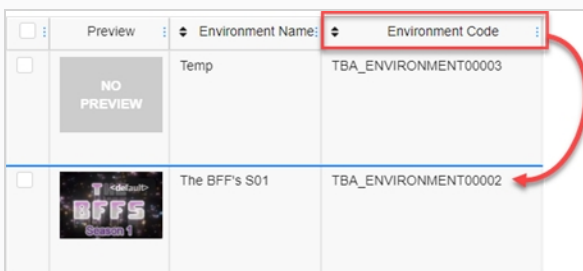 Preview
Environment Name
Environment Code
NO
PREVIEW
Temp
TBA_ENVIRONMENT00003
T <default>
BFFS
Season 1
The BFF's S01
TBA_ENVIRONMENT00002